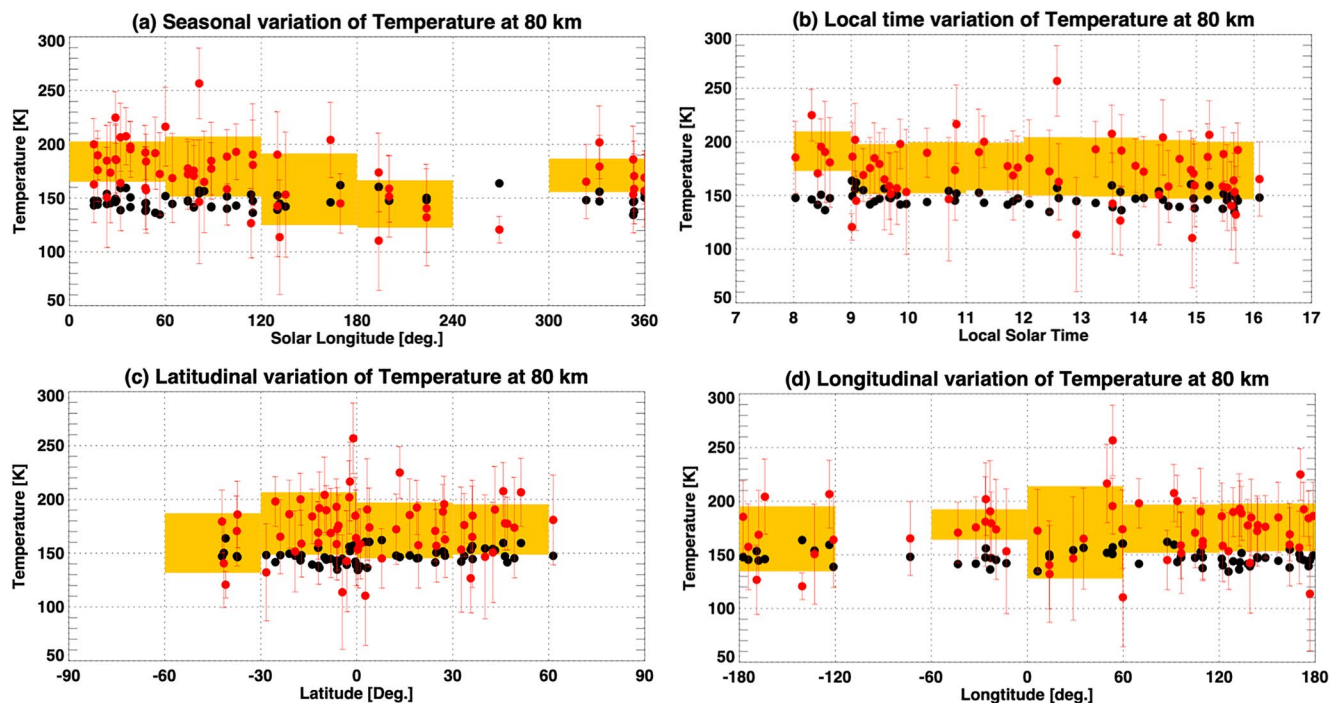 (a) Seasonal variation of Temperature at 80 km
300
250
200
150
100
50
Temperature [K]
0 60 120 180 240 300 360
Solar Longitude [deg.]
(b) Local time variation of Temperature at 80 km
300
250
200
150
100
50
Temperature [K]
7 8 9 10 11 12 13 14 15 16 17
Local Solar Time
(c) Latitudinal variation of Temperature at 80 km
300
250
200
150
100
50
Temperature [K]
-90 -60 -30 0 30 60 90
Latitude [Deg.]
(d) Longitudinal variation of Temperature at 80 km
300
250
200
150
100
50
Temperature [K]
-180 -120 -60 0 60 120 180
Longtitude [deg.]